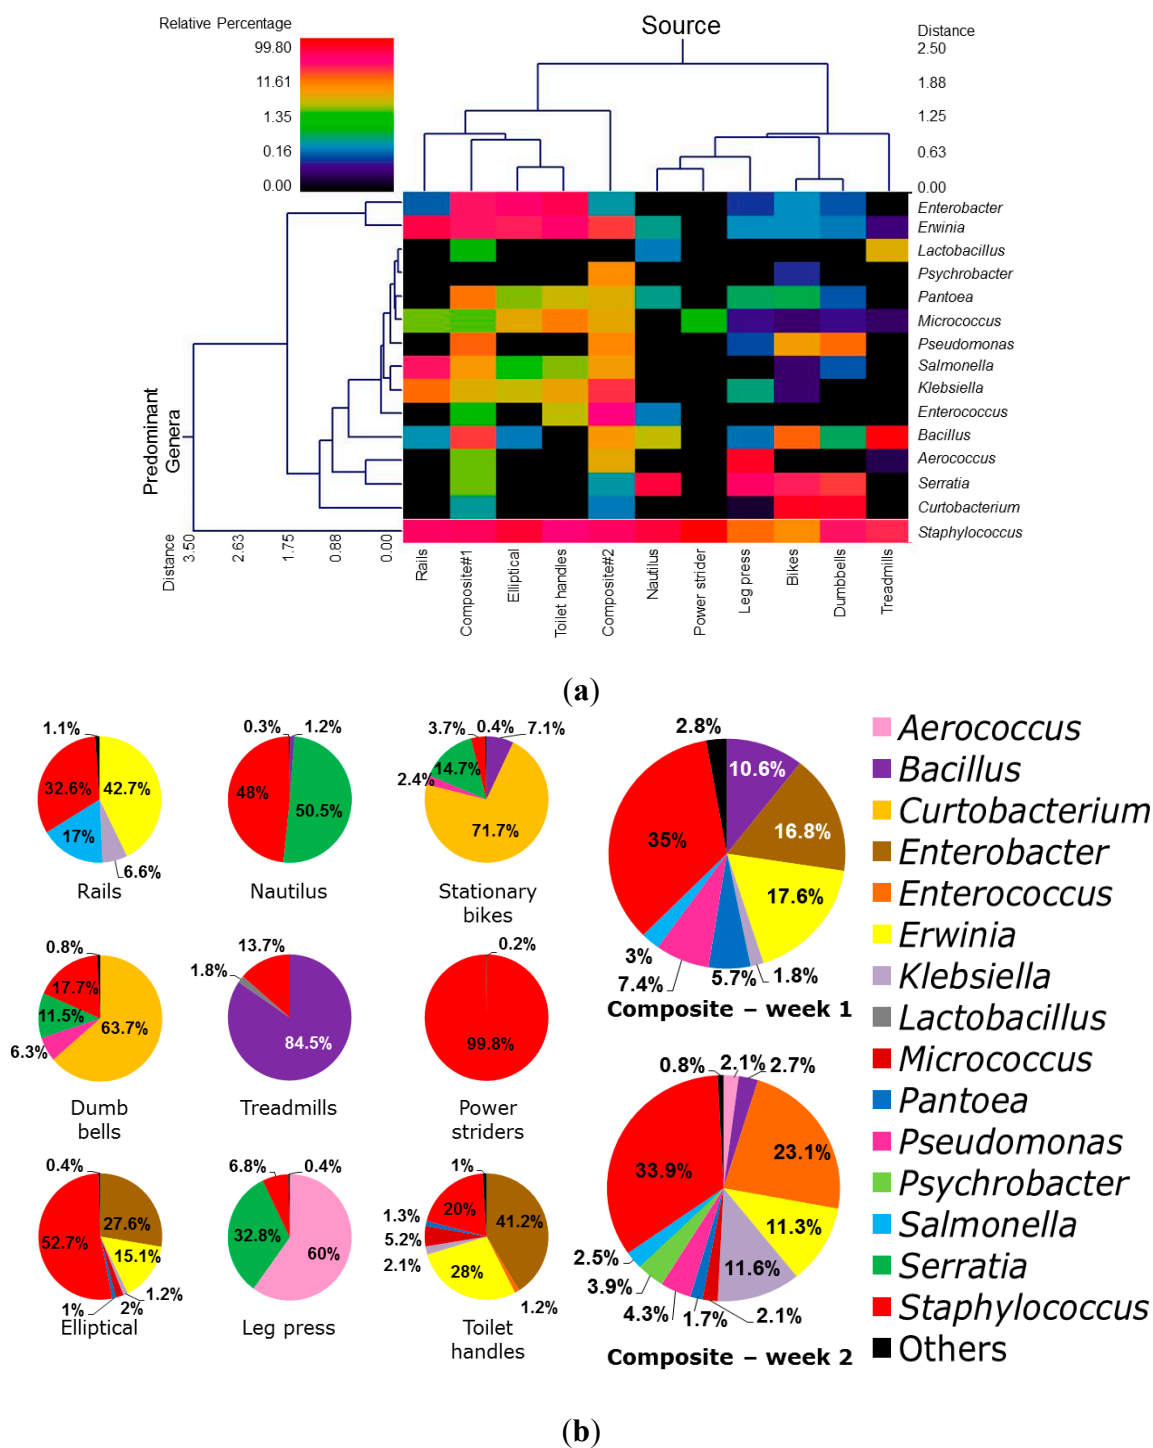 Relative Percentage
99.80
11.61
1.35
0.16
0.00
Source
Distance
2.50
1.88
1.25
0.63
0.00
Enterobacter
Erwinia
Lactobacillus
Psychrobacter
Pantoea
Micrococcus
Pseudomonas
Salmonella
Klebsiella
Enterococcus
Bacillus
Aerococcus
Serratia
Curtobacterium
Staphylococcus
Predominant
Genera
Distance
3.50
2.63
1.75
0.88
0.00
Rails
Composite#1
Elliptical
Toilet handles
Composite#2
Nautilus
Power strider
Leg press
Bikes
Dumbbells
Treadmills
(a)
1.1%
32.6%
42.7%
17%
6.6%
Rails
0.3%
1.2%
48%
50.5%
Nautilus
3.7%
0.4%
7.1%
14.7%
2.4%
71.7%
Stationary
bikes
2.8%
10.6%
16.8%
35%
17.6%
3%
7.4%
5.7%
1.8%
Composite – week 1
0.8%
17.7%
11.5%
63.7%
6.3%
Dumb
bells
13.7%
1.8%
84.5%
Treadmills
0.2%
99.8%
Power
striders
0.4%
27.6%
52.7%
15.1%
1.2%
1%
2%
Elliptical
6.8%
0.4%
32.8%
60%
Leg press
1%
1.3%
20%
41.2%
5.2%
2.1%
28%
1.2%
Toilet
handles
0.8%
2.1%
2.7%
23.1%
33.9%
11.3%
2.5%
11.6%
3.9%
4.3%
1.7%
2.1%
Composite – week 2
Aerococcus
Bacillus
Curtobacterium
Enterobacter
Enterococcus
Erwinia
Klebsiella
Lactobacillus
Micrococcus
Pantoea
Pseudomonas
Psychrobacter
Salmonella
Serratia
Staphylococcus
Others
(b)